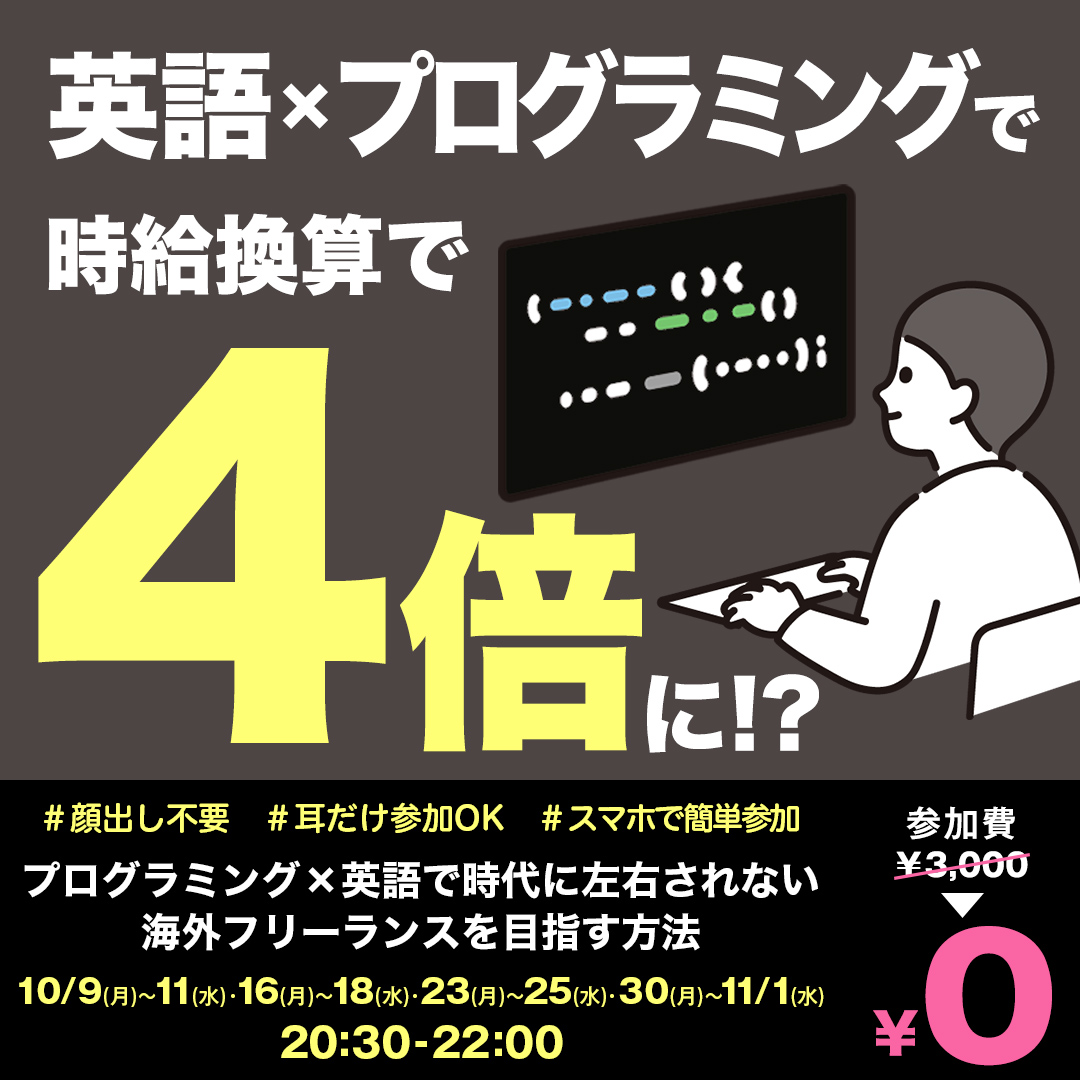 英語×プログラミングで
時給換算で
4倍に!?
#顔出し不要 #耳だけ参加OK #スマホで簡単参加
プログラミング×英語で時代に左右されない
海外フリーランスを目指す方法
10/9(月)~11(水)・16(月)~18(水)・23(月)~25(水)・30(月)~11/1(水)
20:30-22:00
参加費
¥3,000
¥0